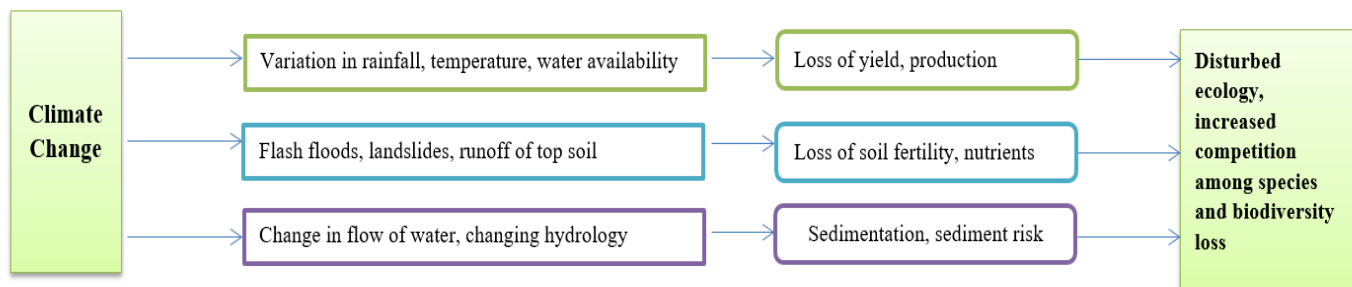 Climate
Change
Variation in rainfall, temperature, water availability
Loss of yield, production
Flash floods, landslides, runoff of top soil
Loss of soil fertility, nutrients
Change in flow of water, changing hydrology
Sedimentation, sediment risk
Disturbed
ecology,
increased
competition
among species
and biodiversity
loss